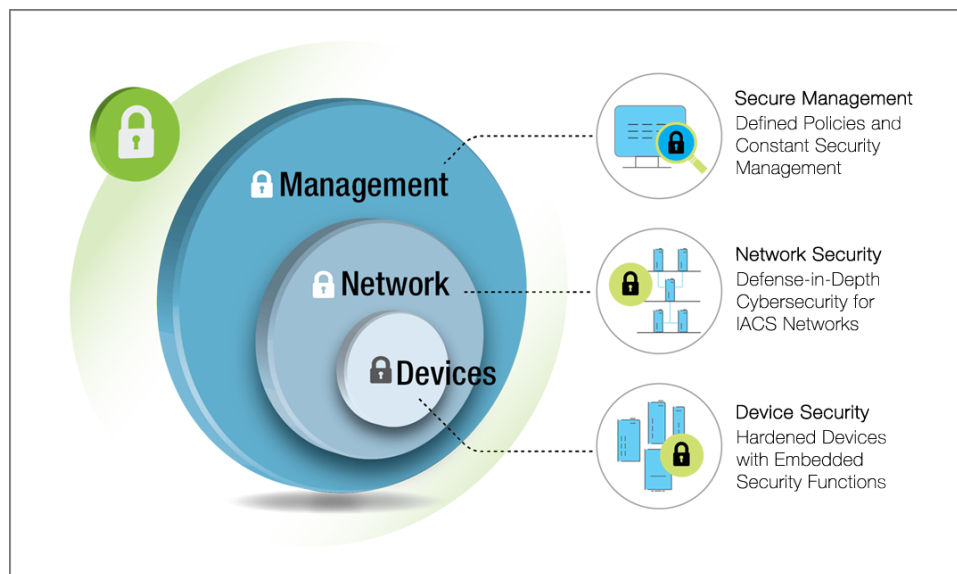 Management
Network
Devices
Secure Management
Defined Policies and
Constant Security
Management
Network Security
Defense-in-Depth
Cybersecurity for
IACS Networks
Device Security
Hardened Devices
with Embedded
Security Functions